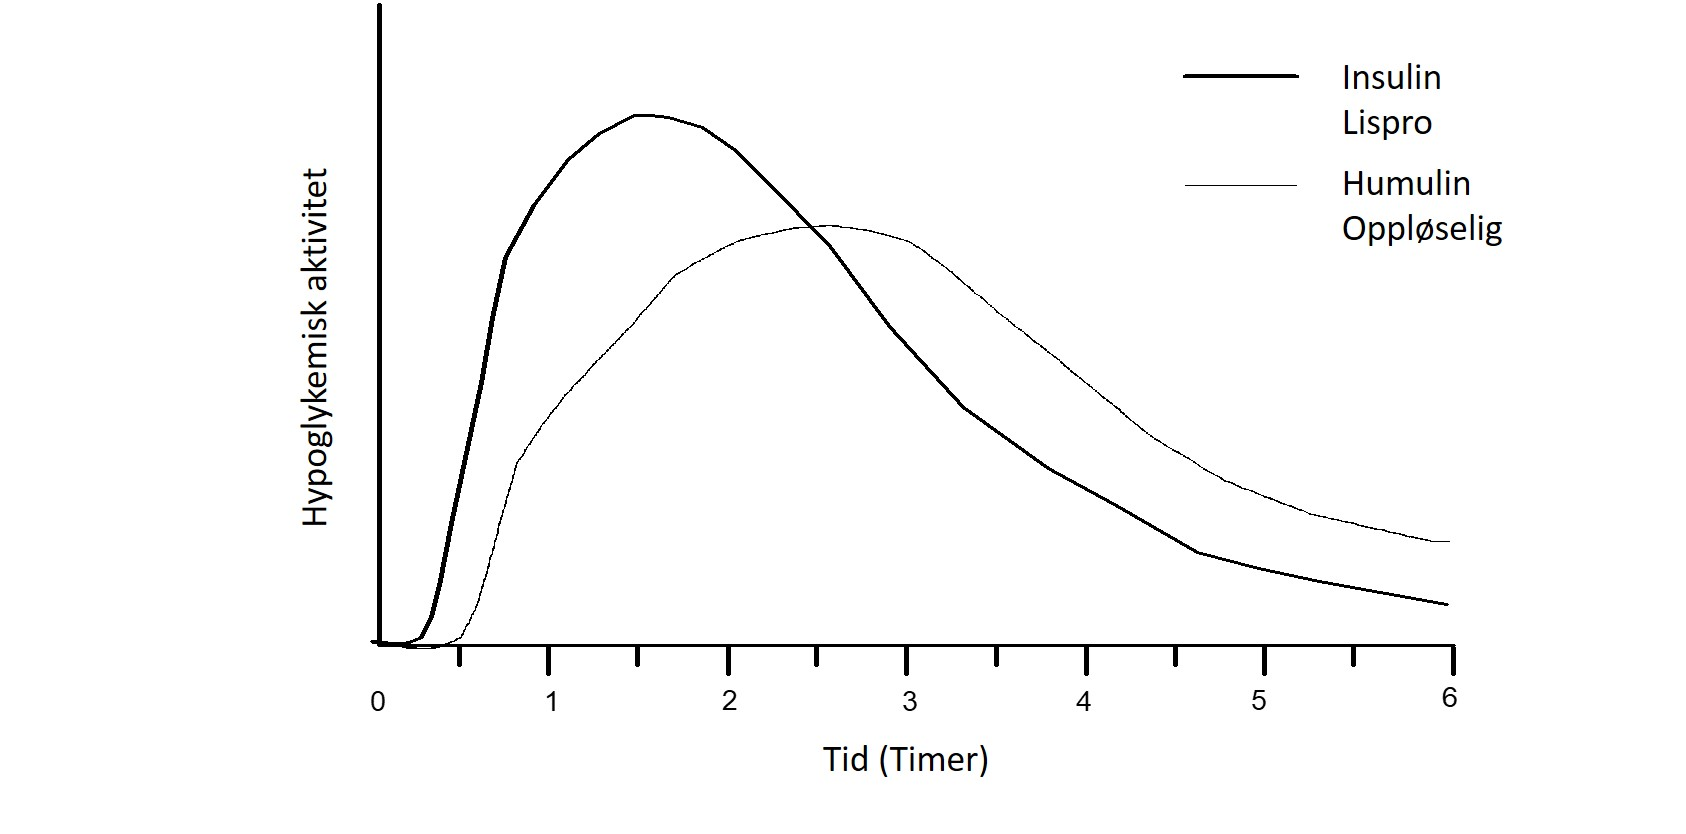 Insulin
Lispro
Humulin
Oppløselig
Hypoglykemisk aktivitet
0 1 2 3 4 5 6
Tid (Timer)